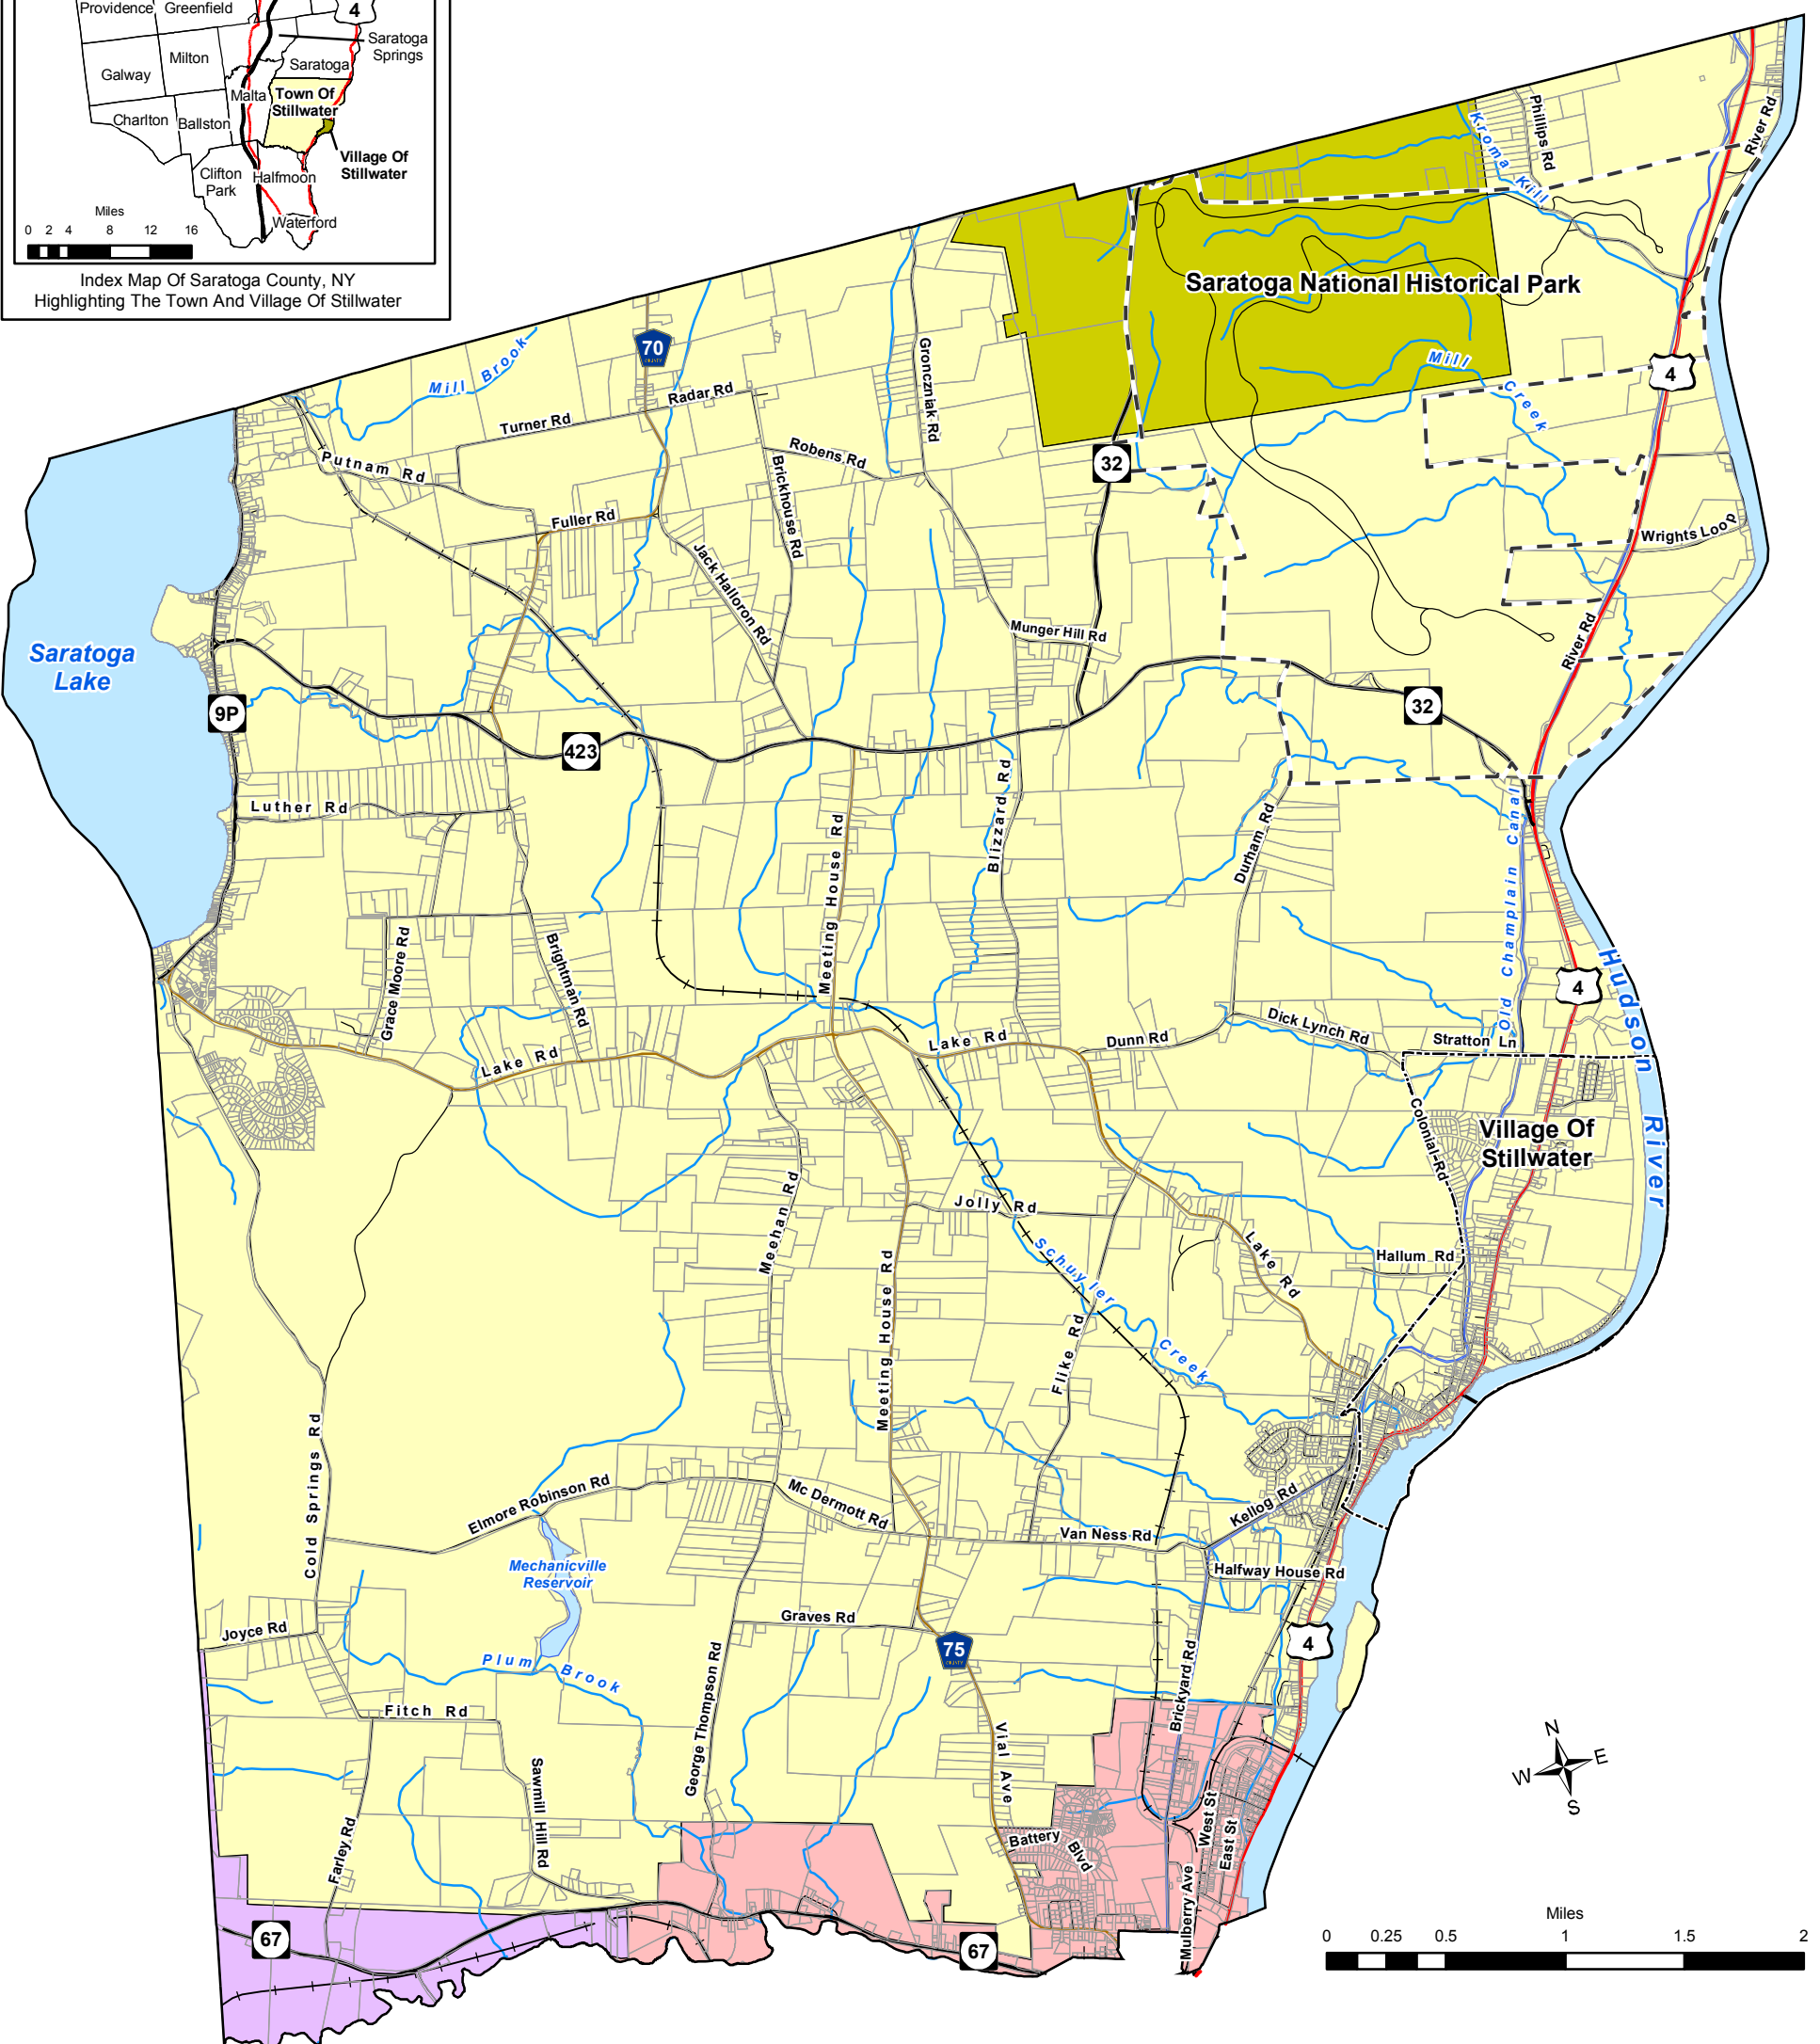 Providence
Greenfield
4
Saratoga
Springs
Milton
Galway
Saratoga
Malta
Town Of
Stillwater
Charlton
Ballston
Village Of
Stillwater
Clifton
Park
Halfmoon
Waterford
Miles
0 2 4 8 12 16
Index Map Of Saratoga County, NY
Highlighting The Town And Village Of Stillwater
Kroma Kill
Phillips Rd
River Rd
Saratoga National Historical Park
70
COUNTY
Mill Brook
Gronczniak Rd
Mill Creek
4
Radar Rd
Turner Rd
Putnam Rd
Robens Rd
Brickhouse Rd
32
Fuller Rd
Wrights Loop
Jack Halloron Rd
Munger Hill Rd
River Rd
Saratoga
Lake
9P
32
423
Luther Rd
Meeting House Rd
Blizzard Rd
Durham Rd
Old Champlain Canal
Grace Moore Rd
Brightman Rd
4
Hudson River
Lake Rd
Lake Rd
Dunn Rd
Dick Lynch Rd
Stratton Ln
Colonial Rd
Village Of
Stillwater
Meehan Rd
Jolly Rd
Schuyler Creek
Lake Rd
Hallum Rd
Meeting House Rd
Flike Rd
Cold Springs Rd
Elmore Robinson Rd
Mc Dermott Rd
Kellog Rd
Van Ness Rd
Mechanicville
Reservoir
Halfway House Rd
Joyce Rd
Graves Rd
75
COUNTY
4
Plum Brook
George Thompson Rd
Brickyard Rd
Fitch Rd
Vial Ave
Sawmill Hill Rd
Farley Rd
Battery Blvd
West St
East St
Mulberry Ave
67
67
N
W
E
S
Miles
0 0.25 0.5 1 1.5 2